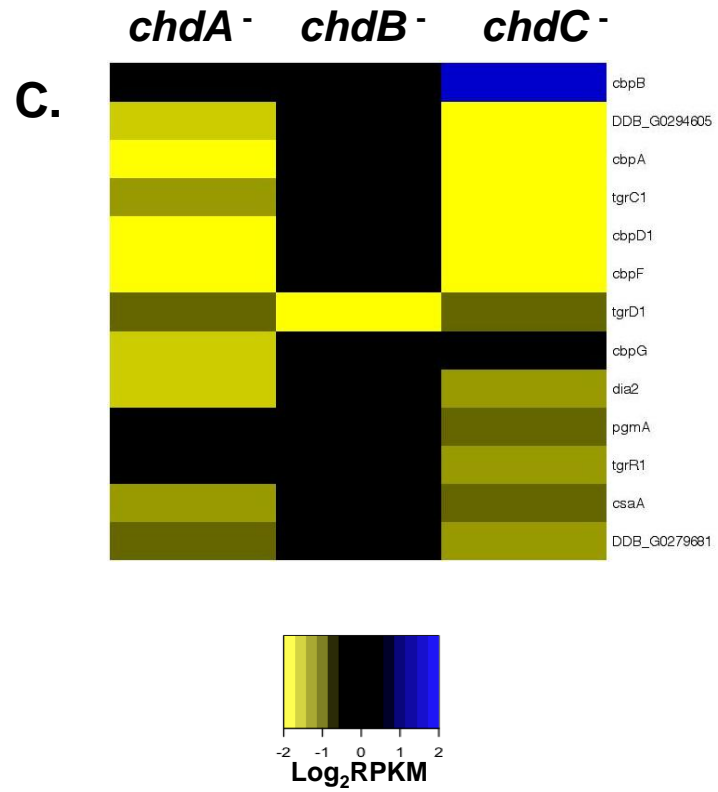 chdA - chdB - chdC -
C.
cbpB
DDB_G0294605
cbpA
tgrC1
cbpD1
cbpF
tgrD1
cbpG
dia2
pgmA
tgrR1
csaA
DDB_G0279681
-2 -1 0 1 2
Log2RPKM